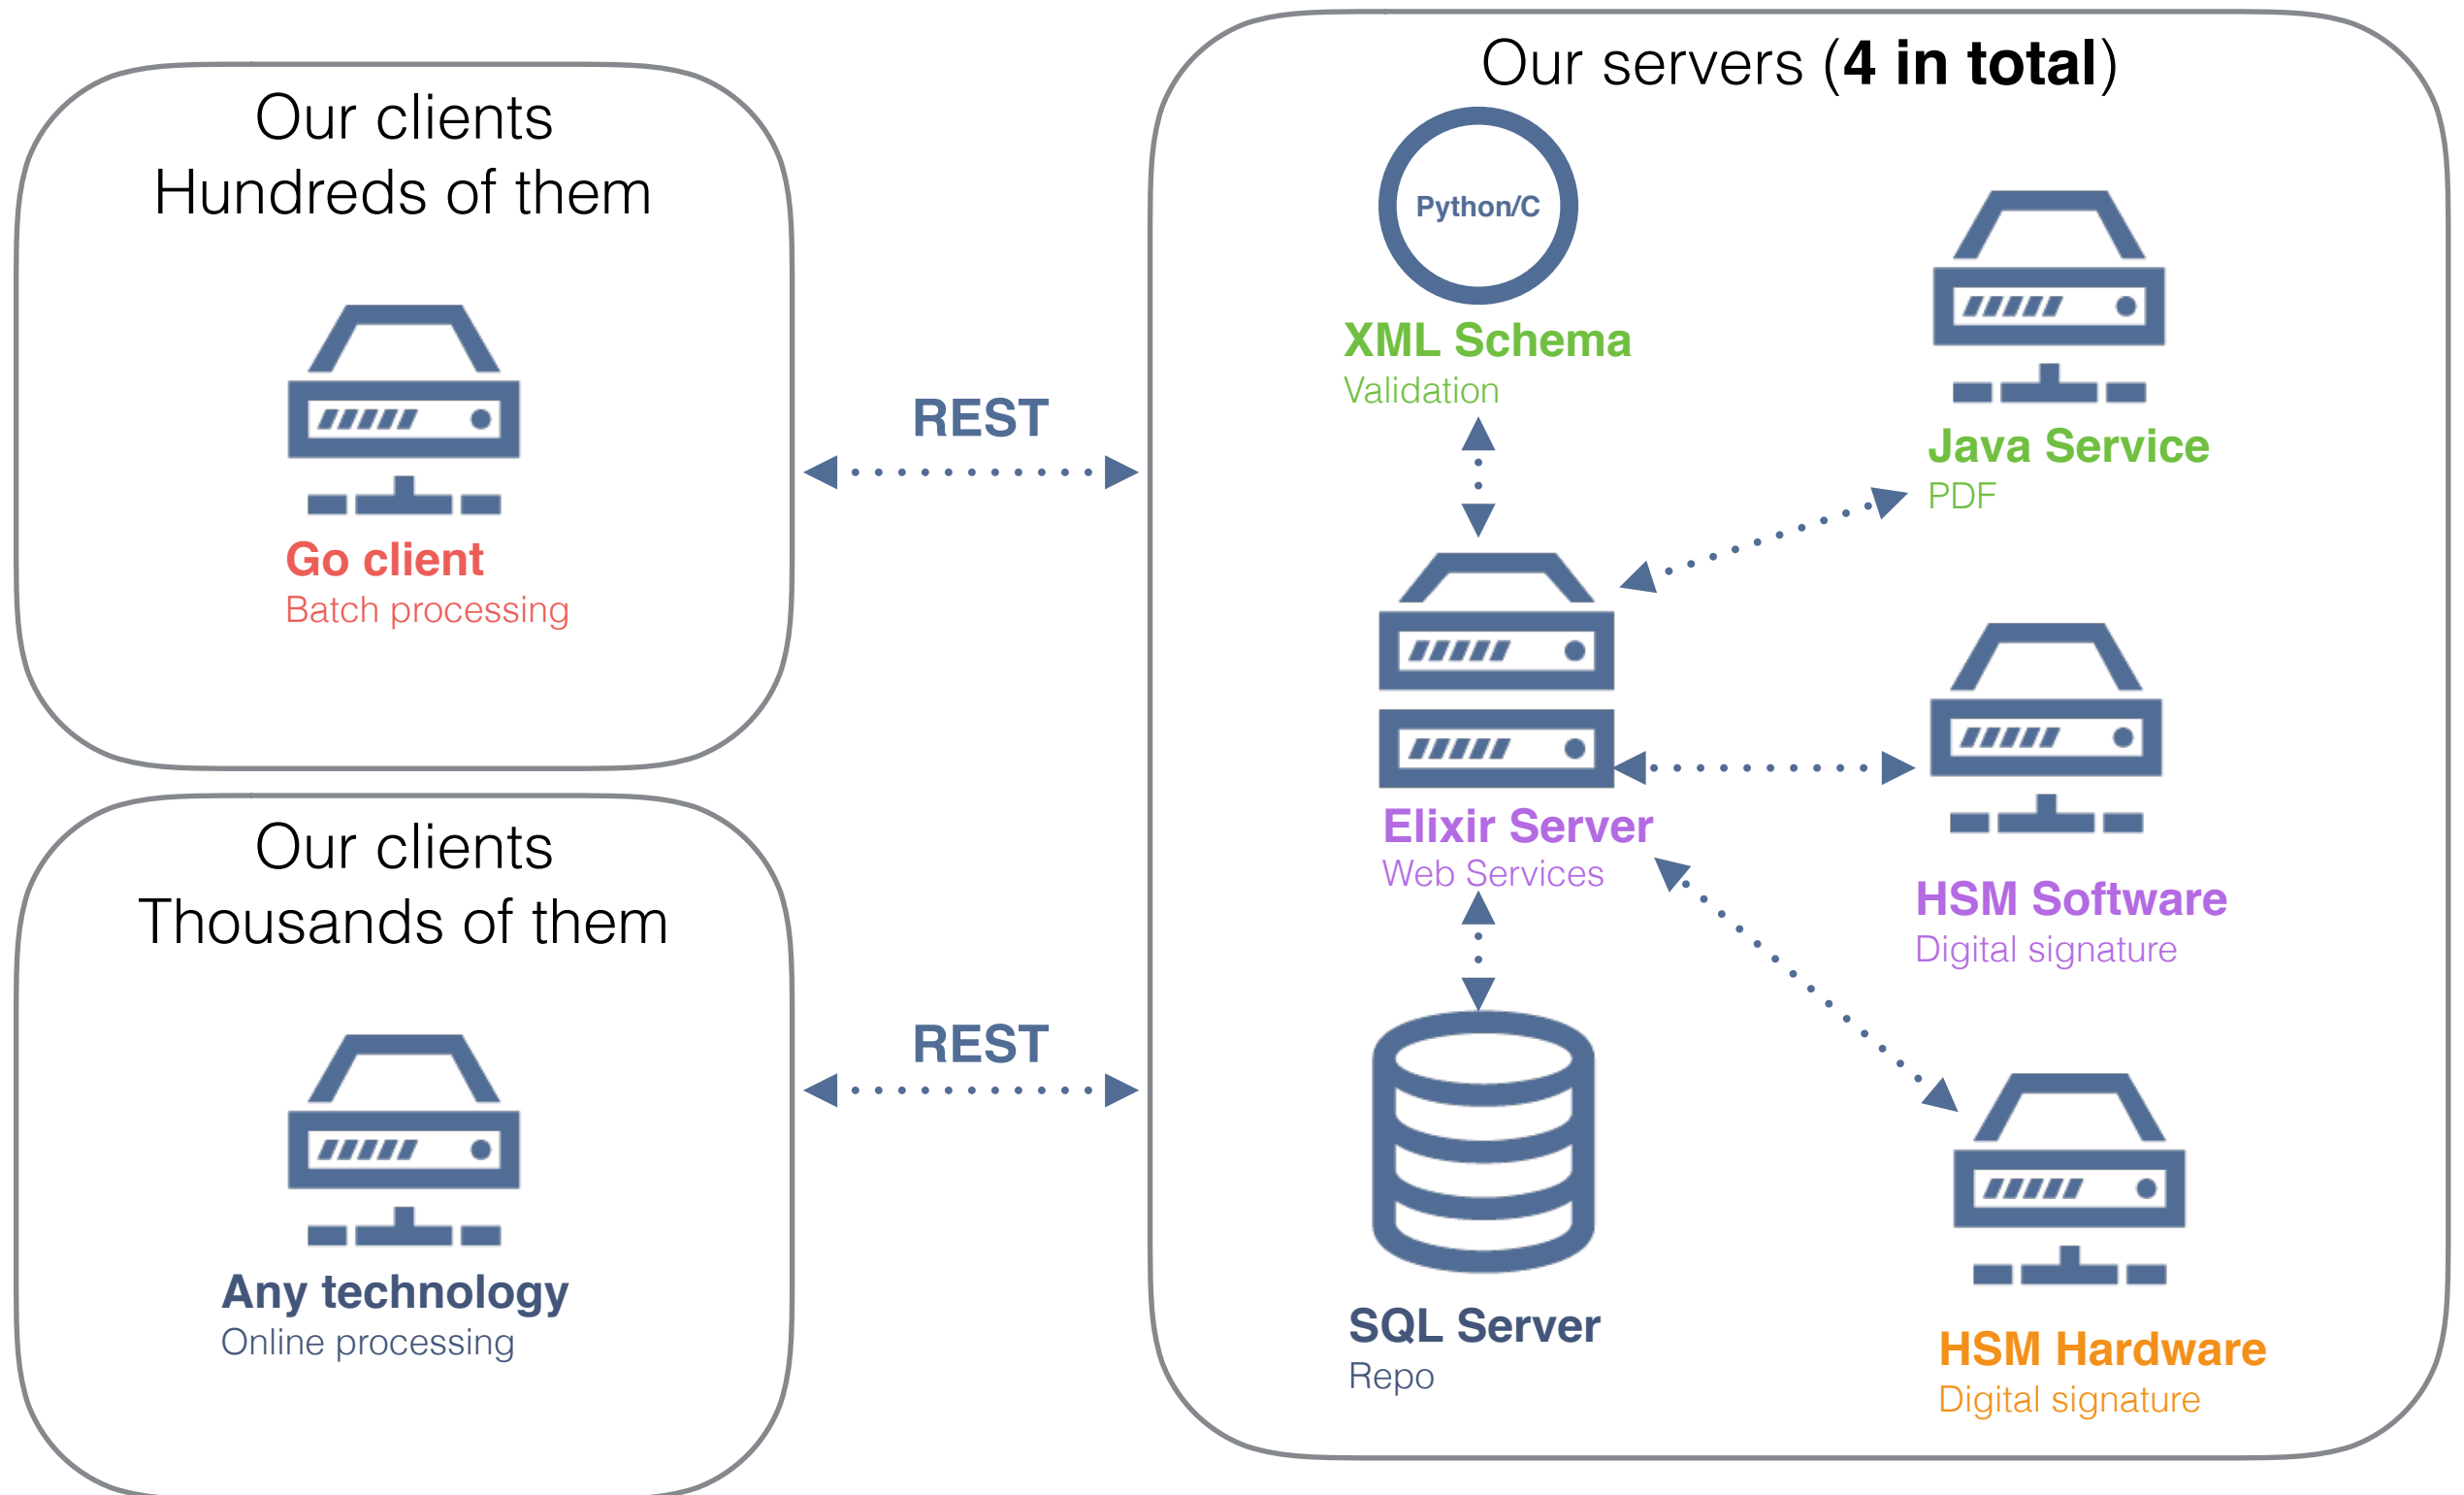 Our clients
Hundreds of them
Go client
Batch processing
Our clients
Thousands of them
Any technology
Online processing
REST
REST
Our servers (4 in total)
Python/C
XML Schema
Validation
Java Service
PDF
Elixir Server
Web Services
HSM Software
Digital signature
SQL Server
Repo
HSM Hardware
Digital signature